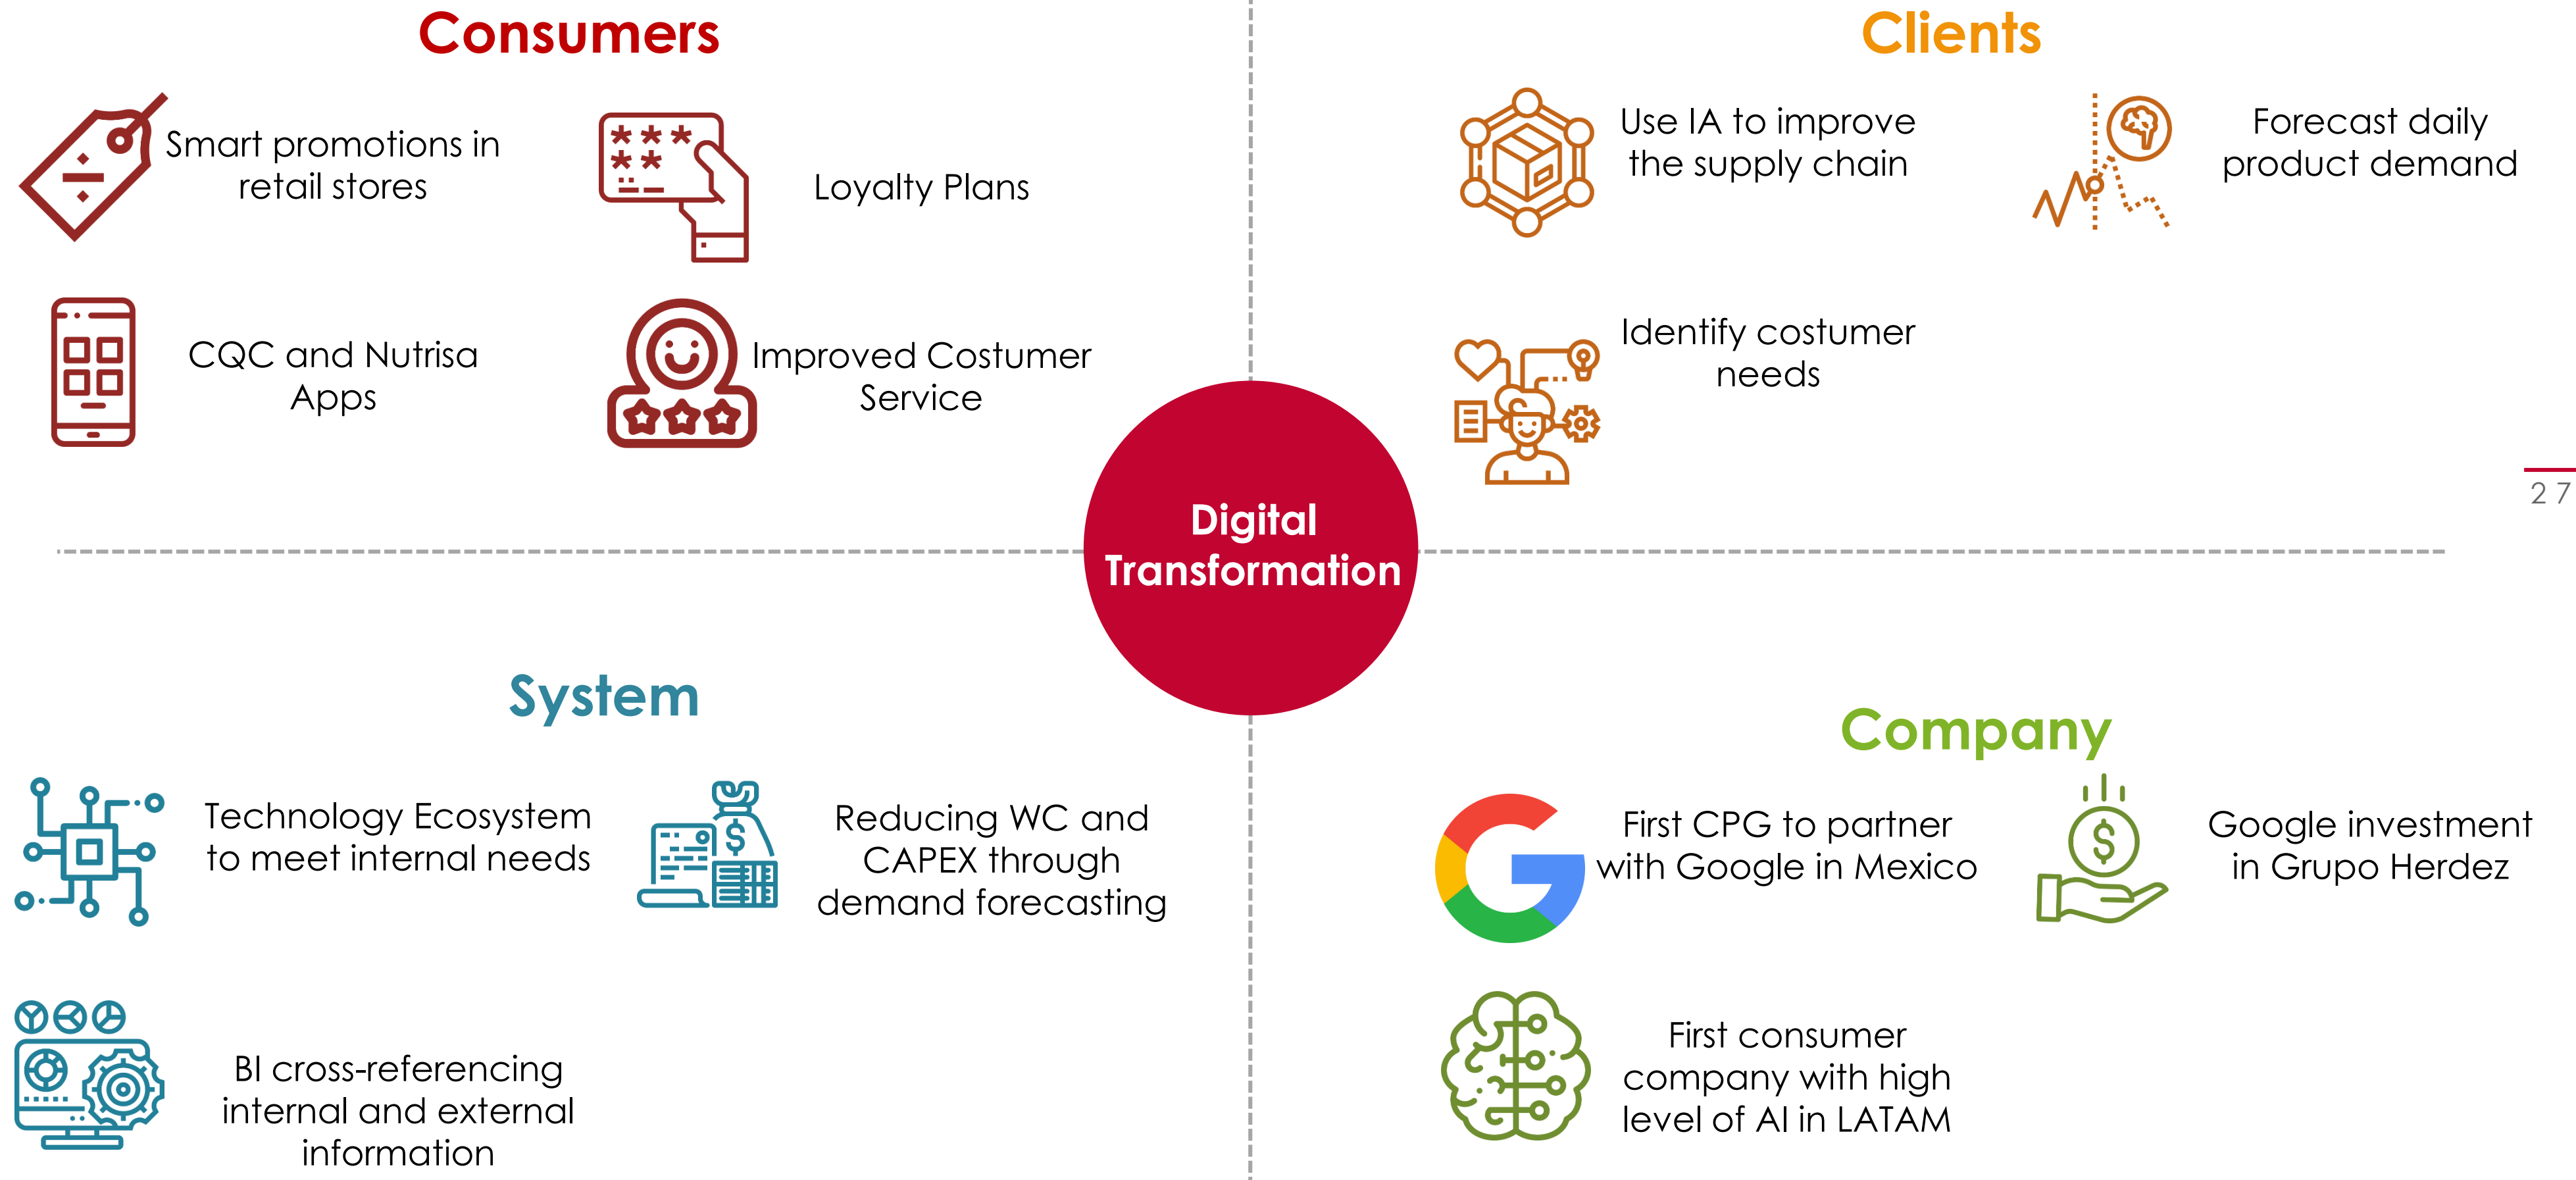 Consumers
Smart promotions in
retail stores
Loyalty Plans
CQC and Nutrisa
Apps
Improved Costumer
Service
Clients
Use IA to improve
the supply chain
Forecast daily
product demand
Identify costumer
needs
27
Digital
Transformation
System
Technology Ecosystem
to meet internal needs
Reducing WC and
CAPEX through
demand forecasting
BI cross-referencing
internal and external
information
Company
First CPG to partner
with Google in Mexico
Google investment
in Grupo Herdez
First consumer
company with high
level of AI in LATAM